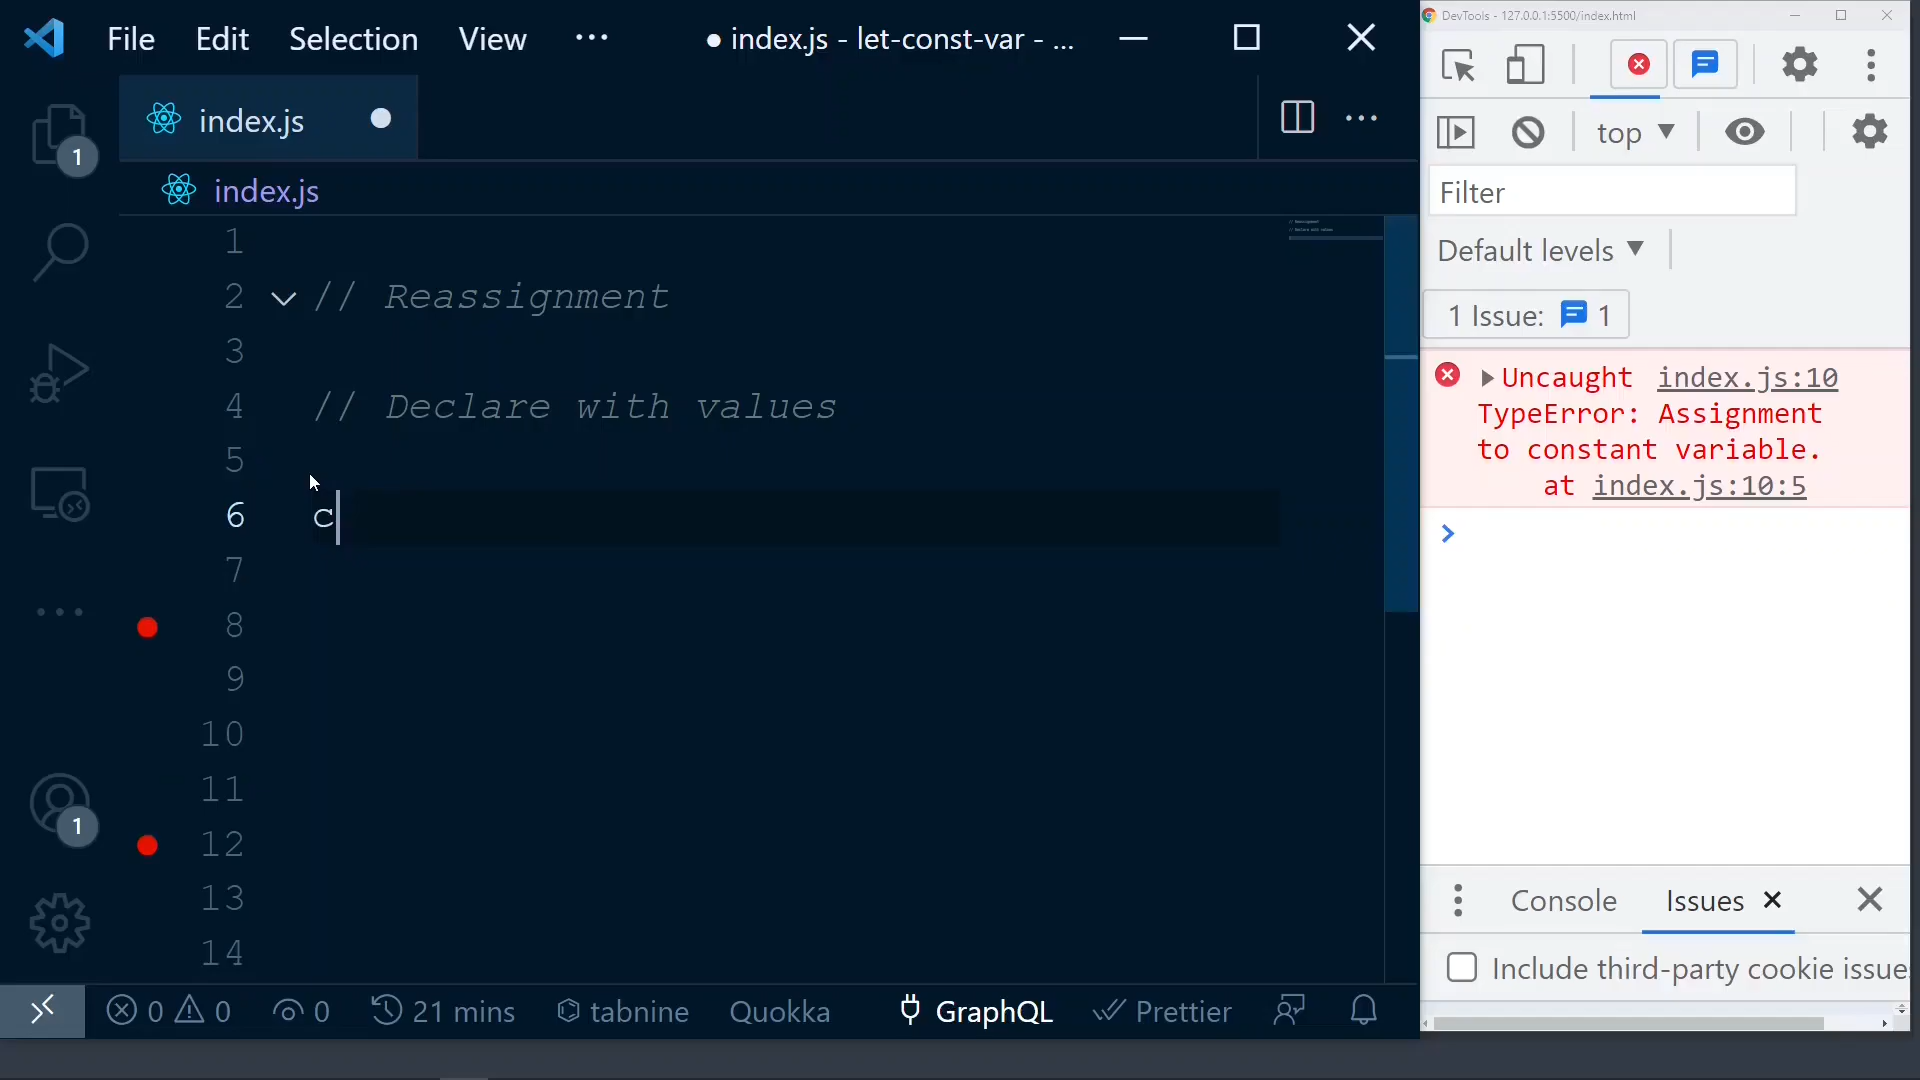 File Edit Selection View ··· ● index.js - let-const-var - ...
index.js
index.js
1
2 // Reassignment
3
4 // Declare with values
5
6 c
7
8
9
10
11
12
13
14
1
1
0 0 0 21 mins tabnine Quokka GraphQL Prettier
DevTools - 127.0.0.1:5500/index.html
top ▼
Filter
Default levels ▼
1 Issue: 1
Uncaught index.js:10
TypeError: Assignment
to constant variable.
at index.js:10:5
Console Issues
Include third-party cookie issue